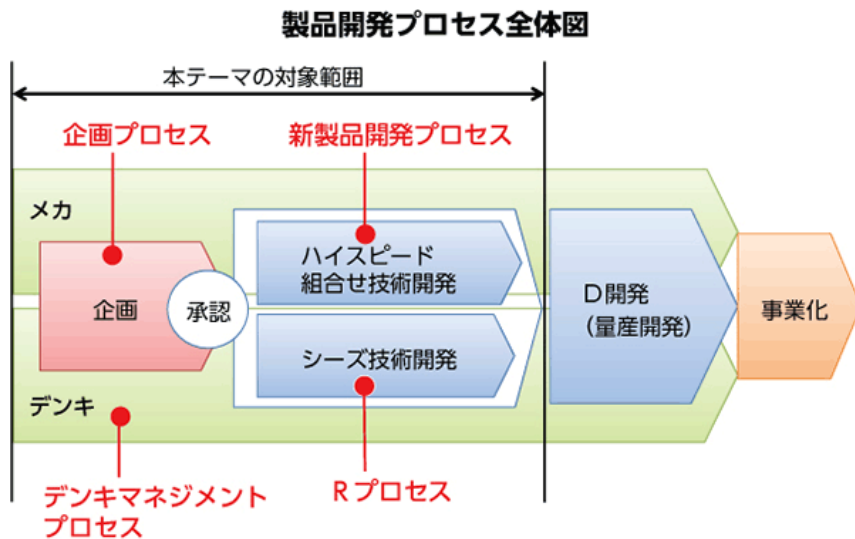 製品開発プロセス全体図
本テーマの対象範囲
企画プロセス
新製品開発プロセス
メカ
ハイスピード
組合せ技術開発
企画
承認
D開発
(量産開発)
事業化
シーズ技術開発
デンキ
デンキマネジメント
プロセス
Rプロセス